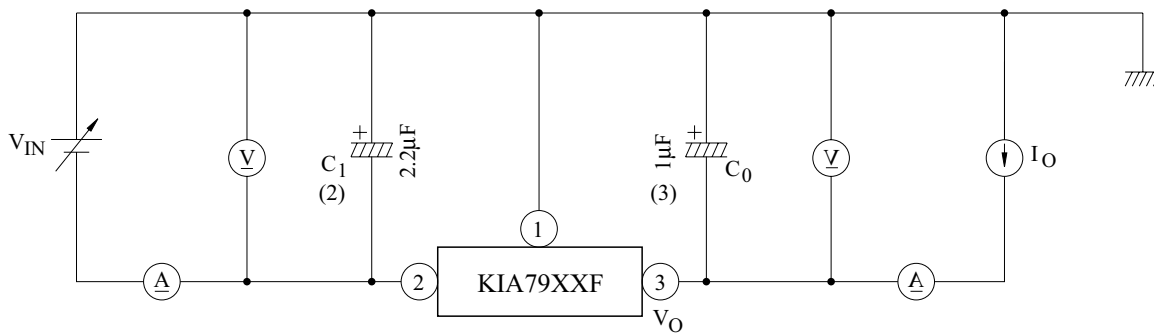 V_IN
V
C_1
(2)
+
2.2μF
1
2
KIA79XXF
3
V_O
1μF
(3)
+
C_0
V
I_O
A
A